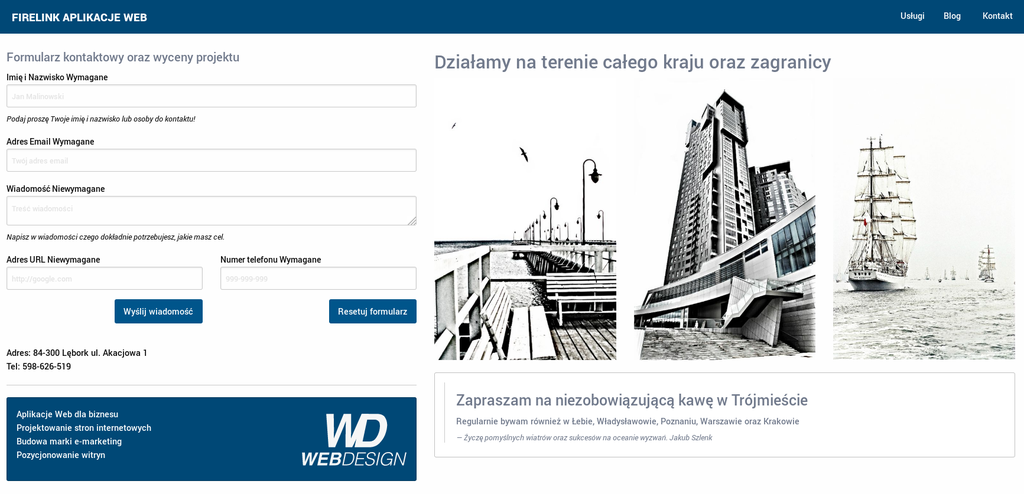 FIRELINK APLIKACJE WEB
Usługi Blog Kontakt
Formularz kontaktowy oraz wyceny projektu
Imię i Nazwisko Wymagane
Jan Malinowski
Podaj proszę Twoje imię i nazwisko lub osoby do kontaktu!
Adres Email Wymagane
Twój adres email
Wiadomość Niewymagane
Treść wiadomości
Napisz w wiadomości czego dokładnie potrzebujesz, jakie masz cel.
Adres URL Niewymagane
Numer telefonu Wymagane
http://google.com
999-999-999
Wyślij wiadomość
Resetuj formularz
Adres: 84-300 Lębork ul. Akacjowa 1
Tel: 598-626-519
Aplikacje Web dla biznesu
Projektowanie stron internetowych
Budowa marki e-marketing
Pozycjonowanie witryn
WD
WEBDESIGN
Działamy na terenie całego kraju oraz zagranicy
Zapraszam na niezobowiązującą kawę w Trójmieście
Regularnie bywam również w Łebie, Władysławowie, Poznaniu, Warszawie oraz Krakowie
— Życzę pomyślnych wiatrów oraz sukcesów na oceanie wyzwań. Jakub Szlenk